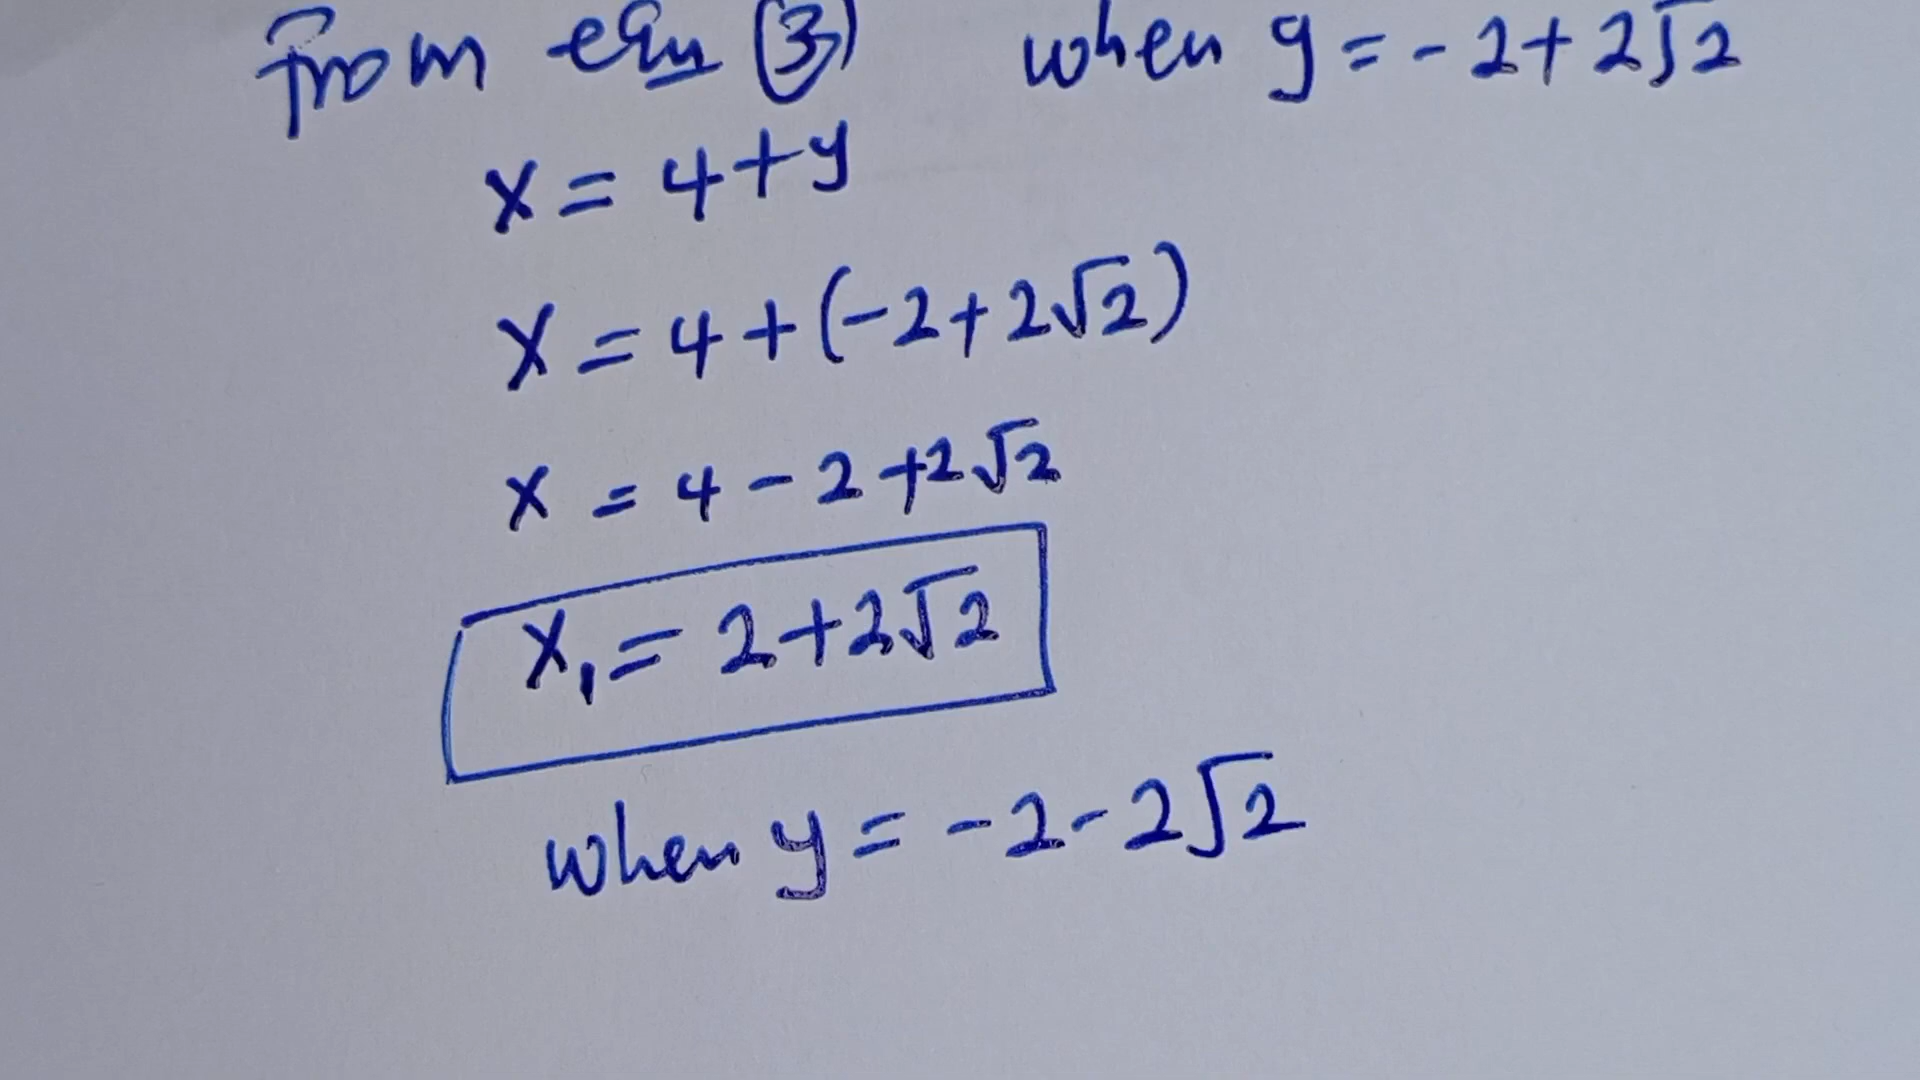 from eqn (3) when y = -2+2√2
x = 4+y
x = 4+(-2+2√2)
x = 4-2+2√2
x₁ = 2+2√2
when y = -2-2√2